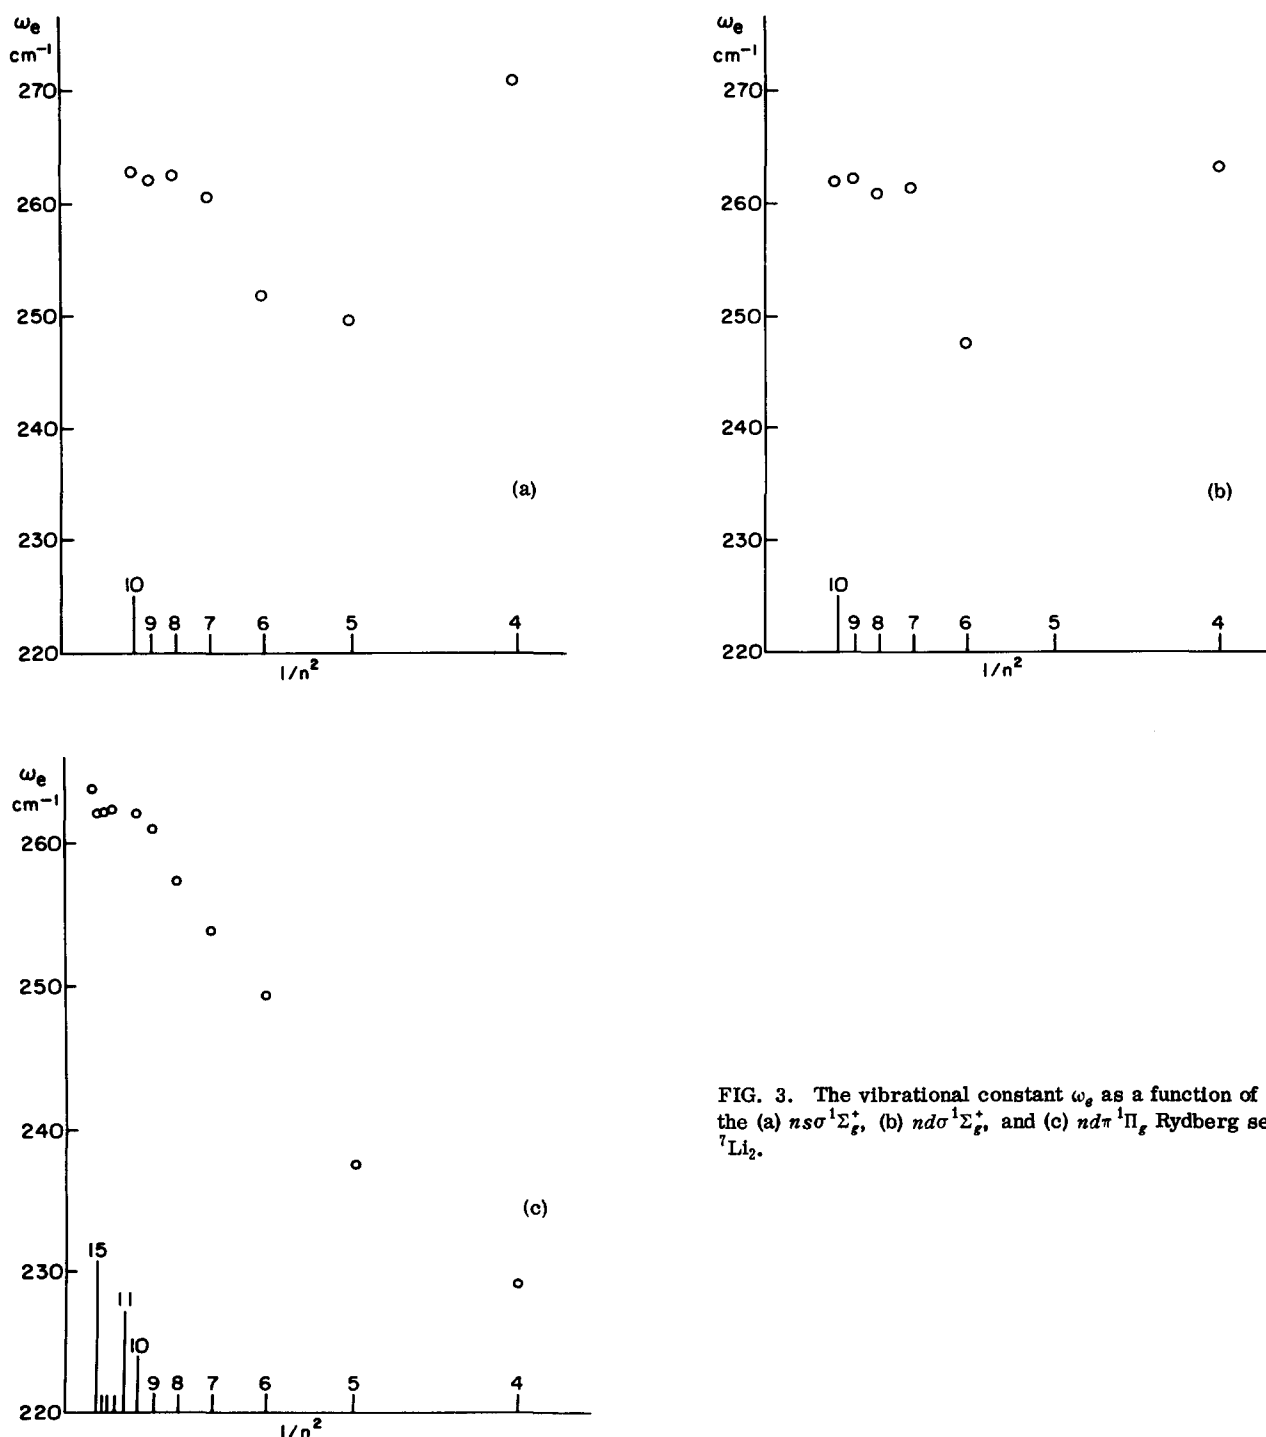 ωe
cm⁻¹
270
260
250
240
230
220
10
9 8 7 6 5 4
1/n²
(a)
ωe
cm⁻¹
270
260
250
240
230
220
10
9 8 7 6 5 4
1/n²
(b)
ωe
cm⁻¹
260
250
240
230
220
15
11
10
9 8 7 6 5 4
1/n²
(c)
FIG. 3. The vibrational constant ωe as a function of
the (a) nsσ ¹Σg⁺, (b) ndσ ¹Σg⁺, and (c) ndπ ¹Πg Rydberg se
⁷Li₂.